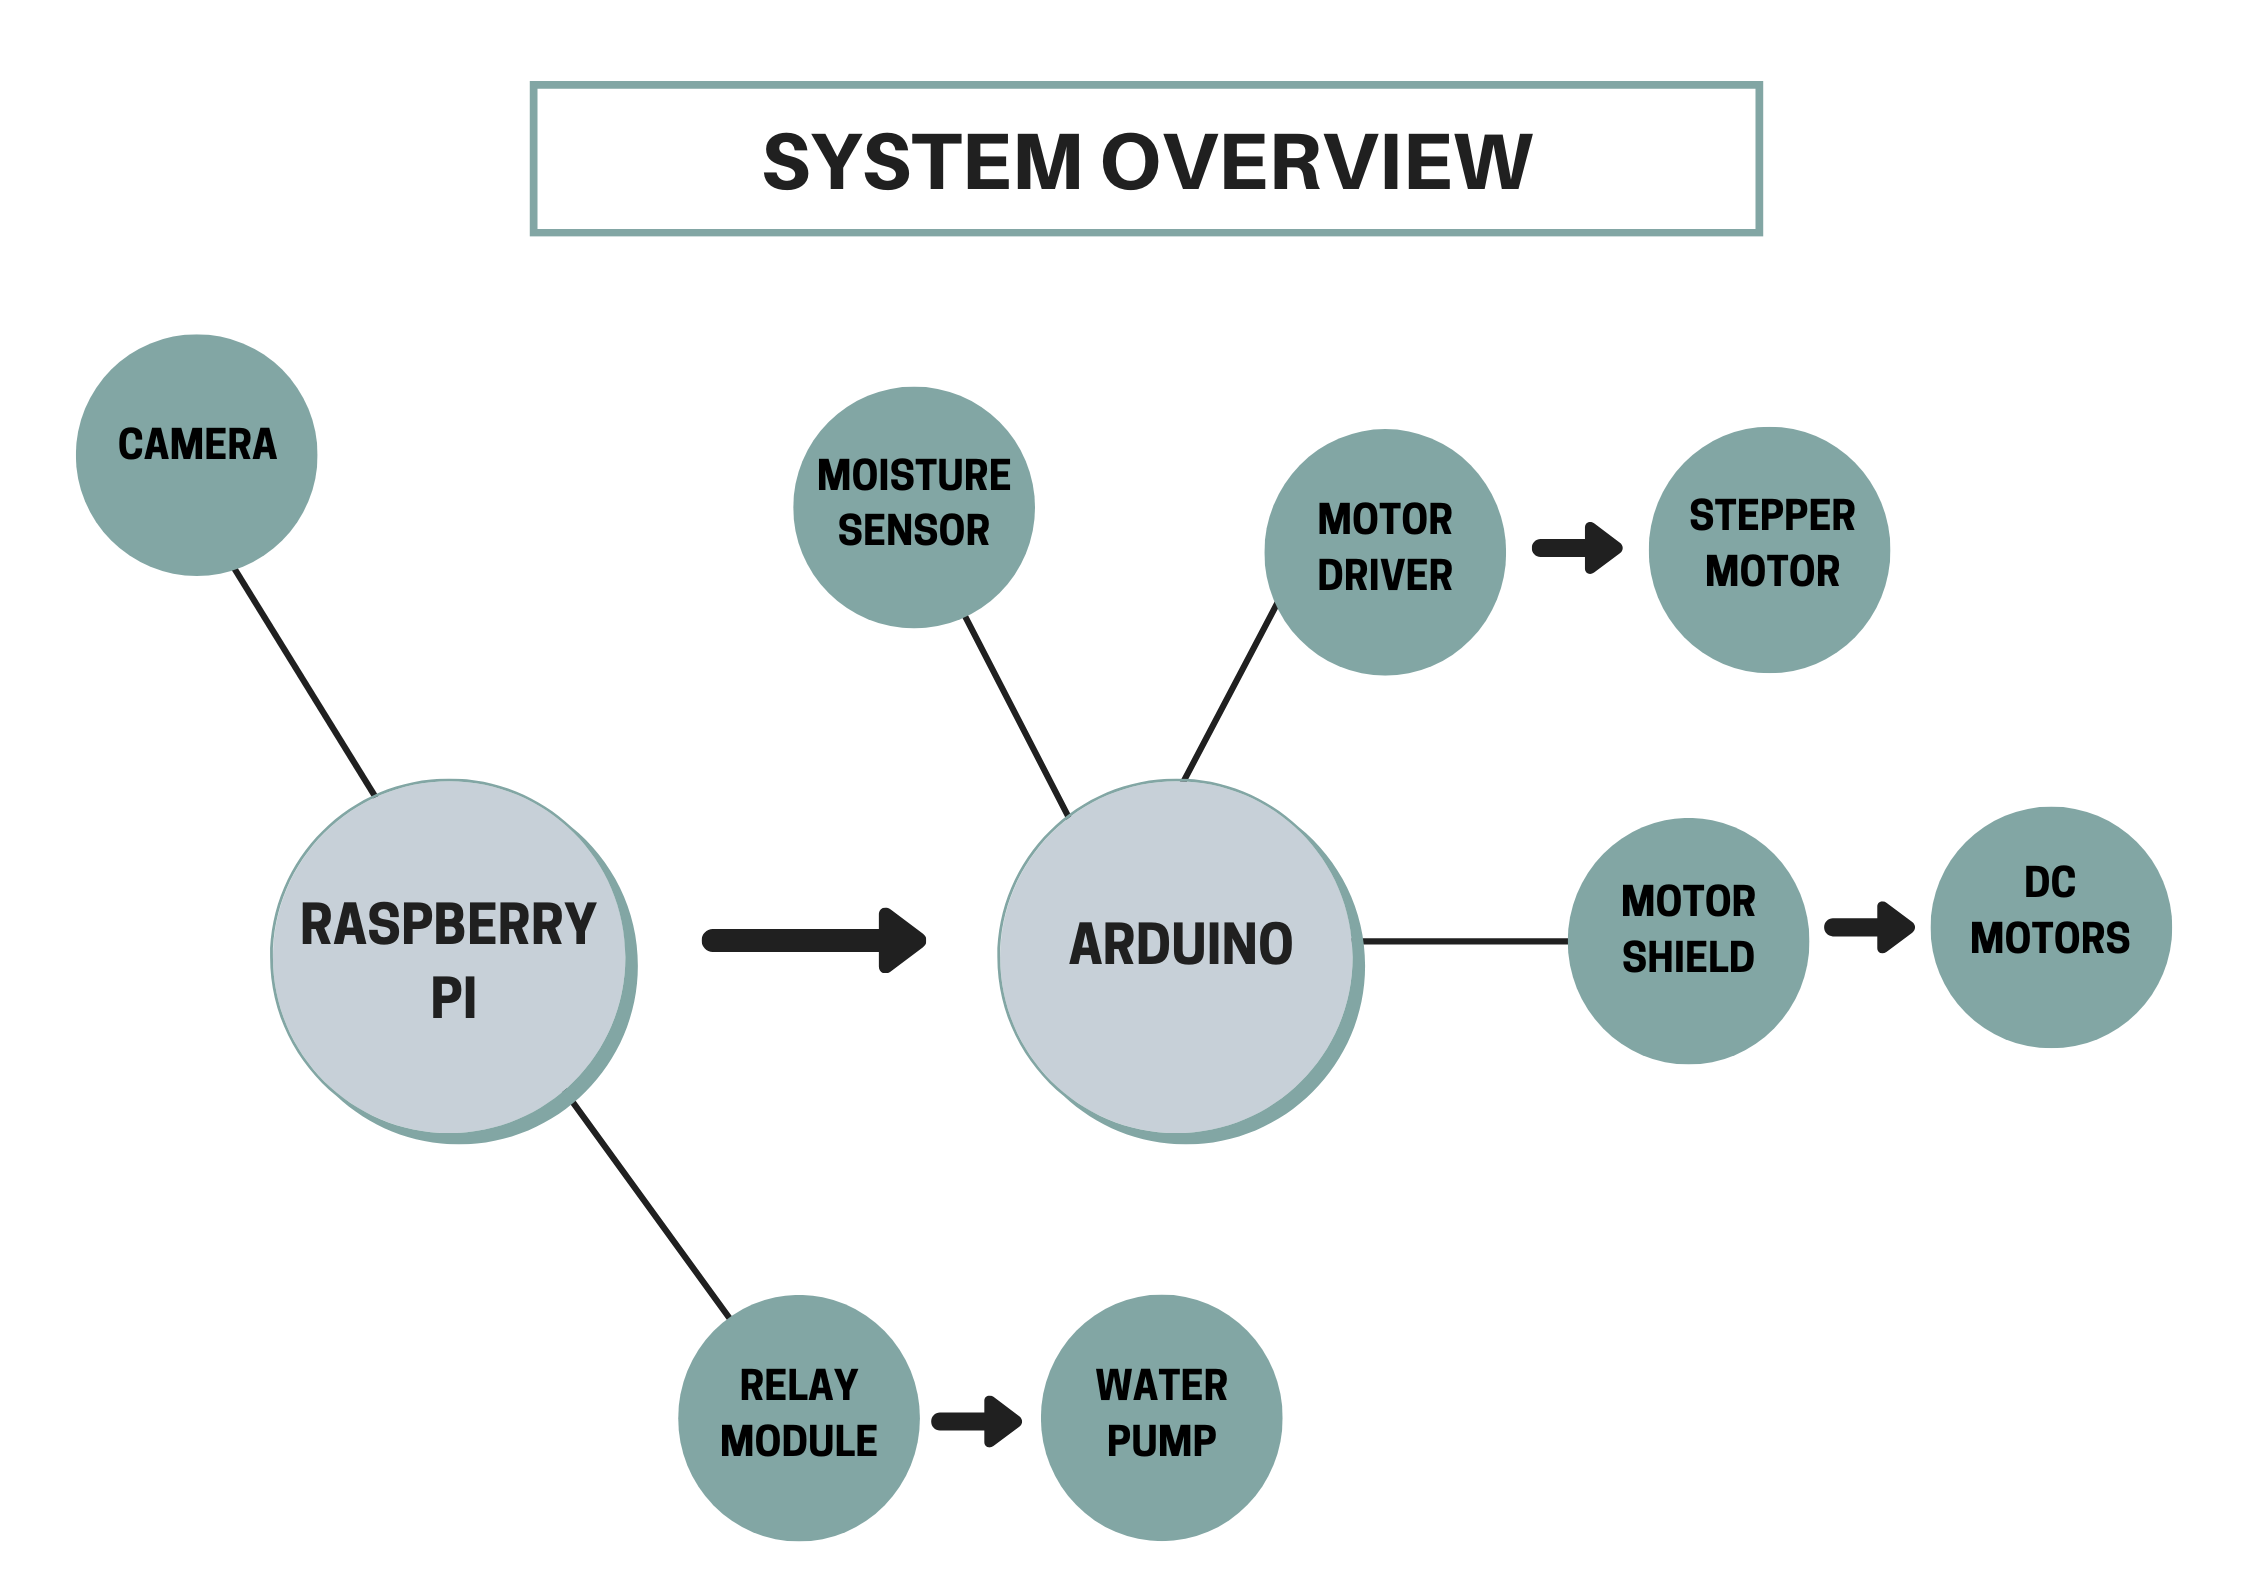 SYSTEM OVERVIEW
CAMERA
MOISTURE
SENSOR
MOTOR
DRIVER
STEPPER
MOTOR
RASPBERRY
PI
ARDUINO
MOTOR
SHIELD
DC
MOTORS
RELAY
MODULE
WATER
PUMP